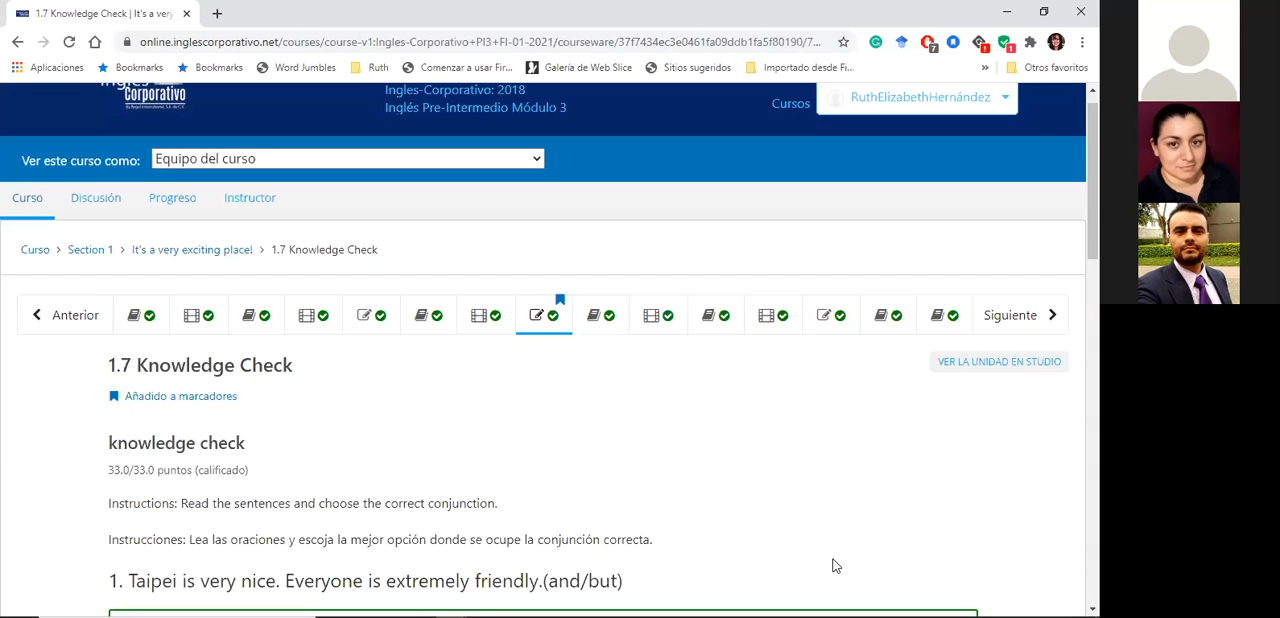 1.7 Knowledge Check | It's a very
online.inglescorporativo.net/courses/course-v1:Ingles-Corporativo+PI3+FI-01-2021/courseware/37f7434ec3e0461fa09ddb1fa5f80190/7...
Aplicaciones Bookmarks Bookmarks Word Jumbles Ruth Comenzar a usar Fir... Galería de Web Slice Sitios sugeridos Importado desde Fi... » Otros favoritos
Corporativo
Ingles-Corporativo: 2018
Inglés Pre-Intermedio Módulo 3
Cursos
RuthElizabethHernández
Ver este curso como: Equipo del curso
Curso Discusión Progreso Instructor
Curso > Section 1 > It's a very exciting place! > 1.7 Knowledge Check
Anterior Siguiente
1.7 Knowledge Check
VER LA UNIDAD EN STUDIO
Añadido a marcadores
knowledge check
33.0/33.0 puntos (calificado)
Instructions: Read the sentences and choose the correct conjunction.
Instrucciones: Lea las oraciones y escoja la mejor opción donde se ocupe la conjunción correcta.
1. Taipei is very nice. Everyone is extremely friendly.(and/but)